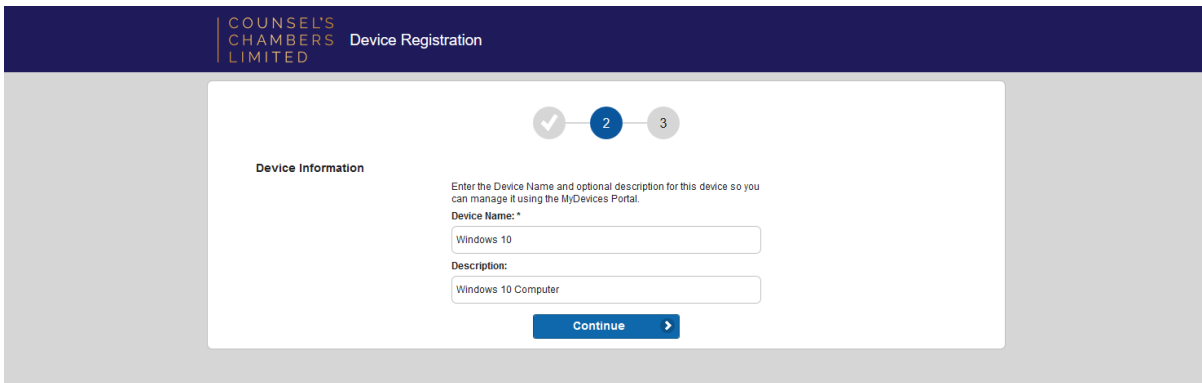 COUNSEL'S
CHAMBERS
LIMITED
Device Registration
2
3
Device Information
Enter the Device Name and optional description for this device so you
can manage it using the MyDevices Portal.
Device Name: *
Windows 10
Description:
Windows 10 Computer
Continue